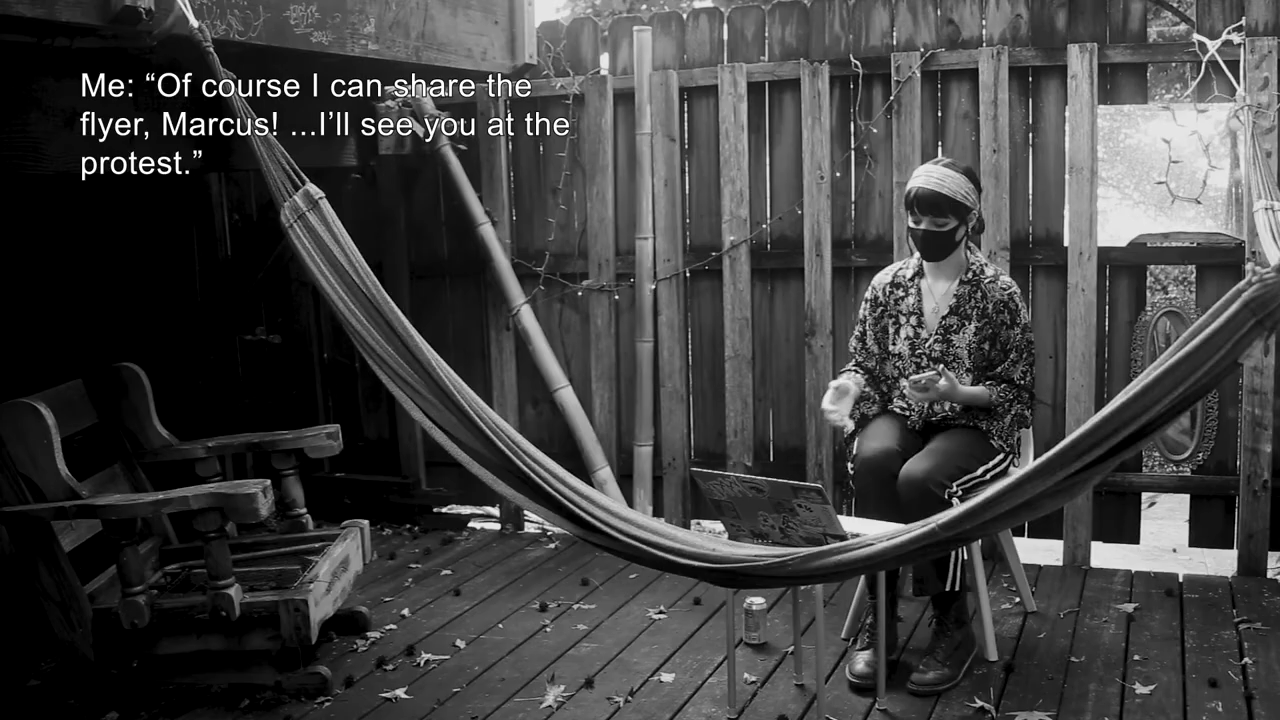 Me: “Of course I can share the
flyer, Marcus! ...I’ll see you at the
protest.”